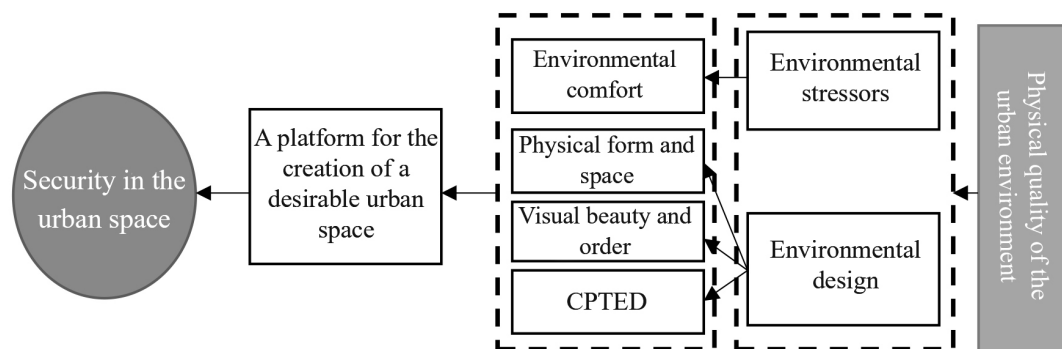 Security in the
urban space
A platform for the
creation of a
desirable urban
space
Environmental
comfort
Physical form and
space
Visual beauty and
order
CPTED
Environmental
stressors
Environmental
design
Physical quality of the
urban environment